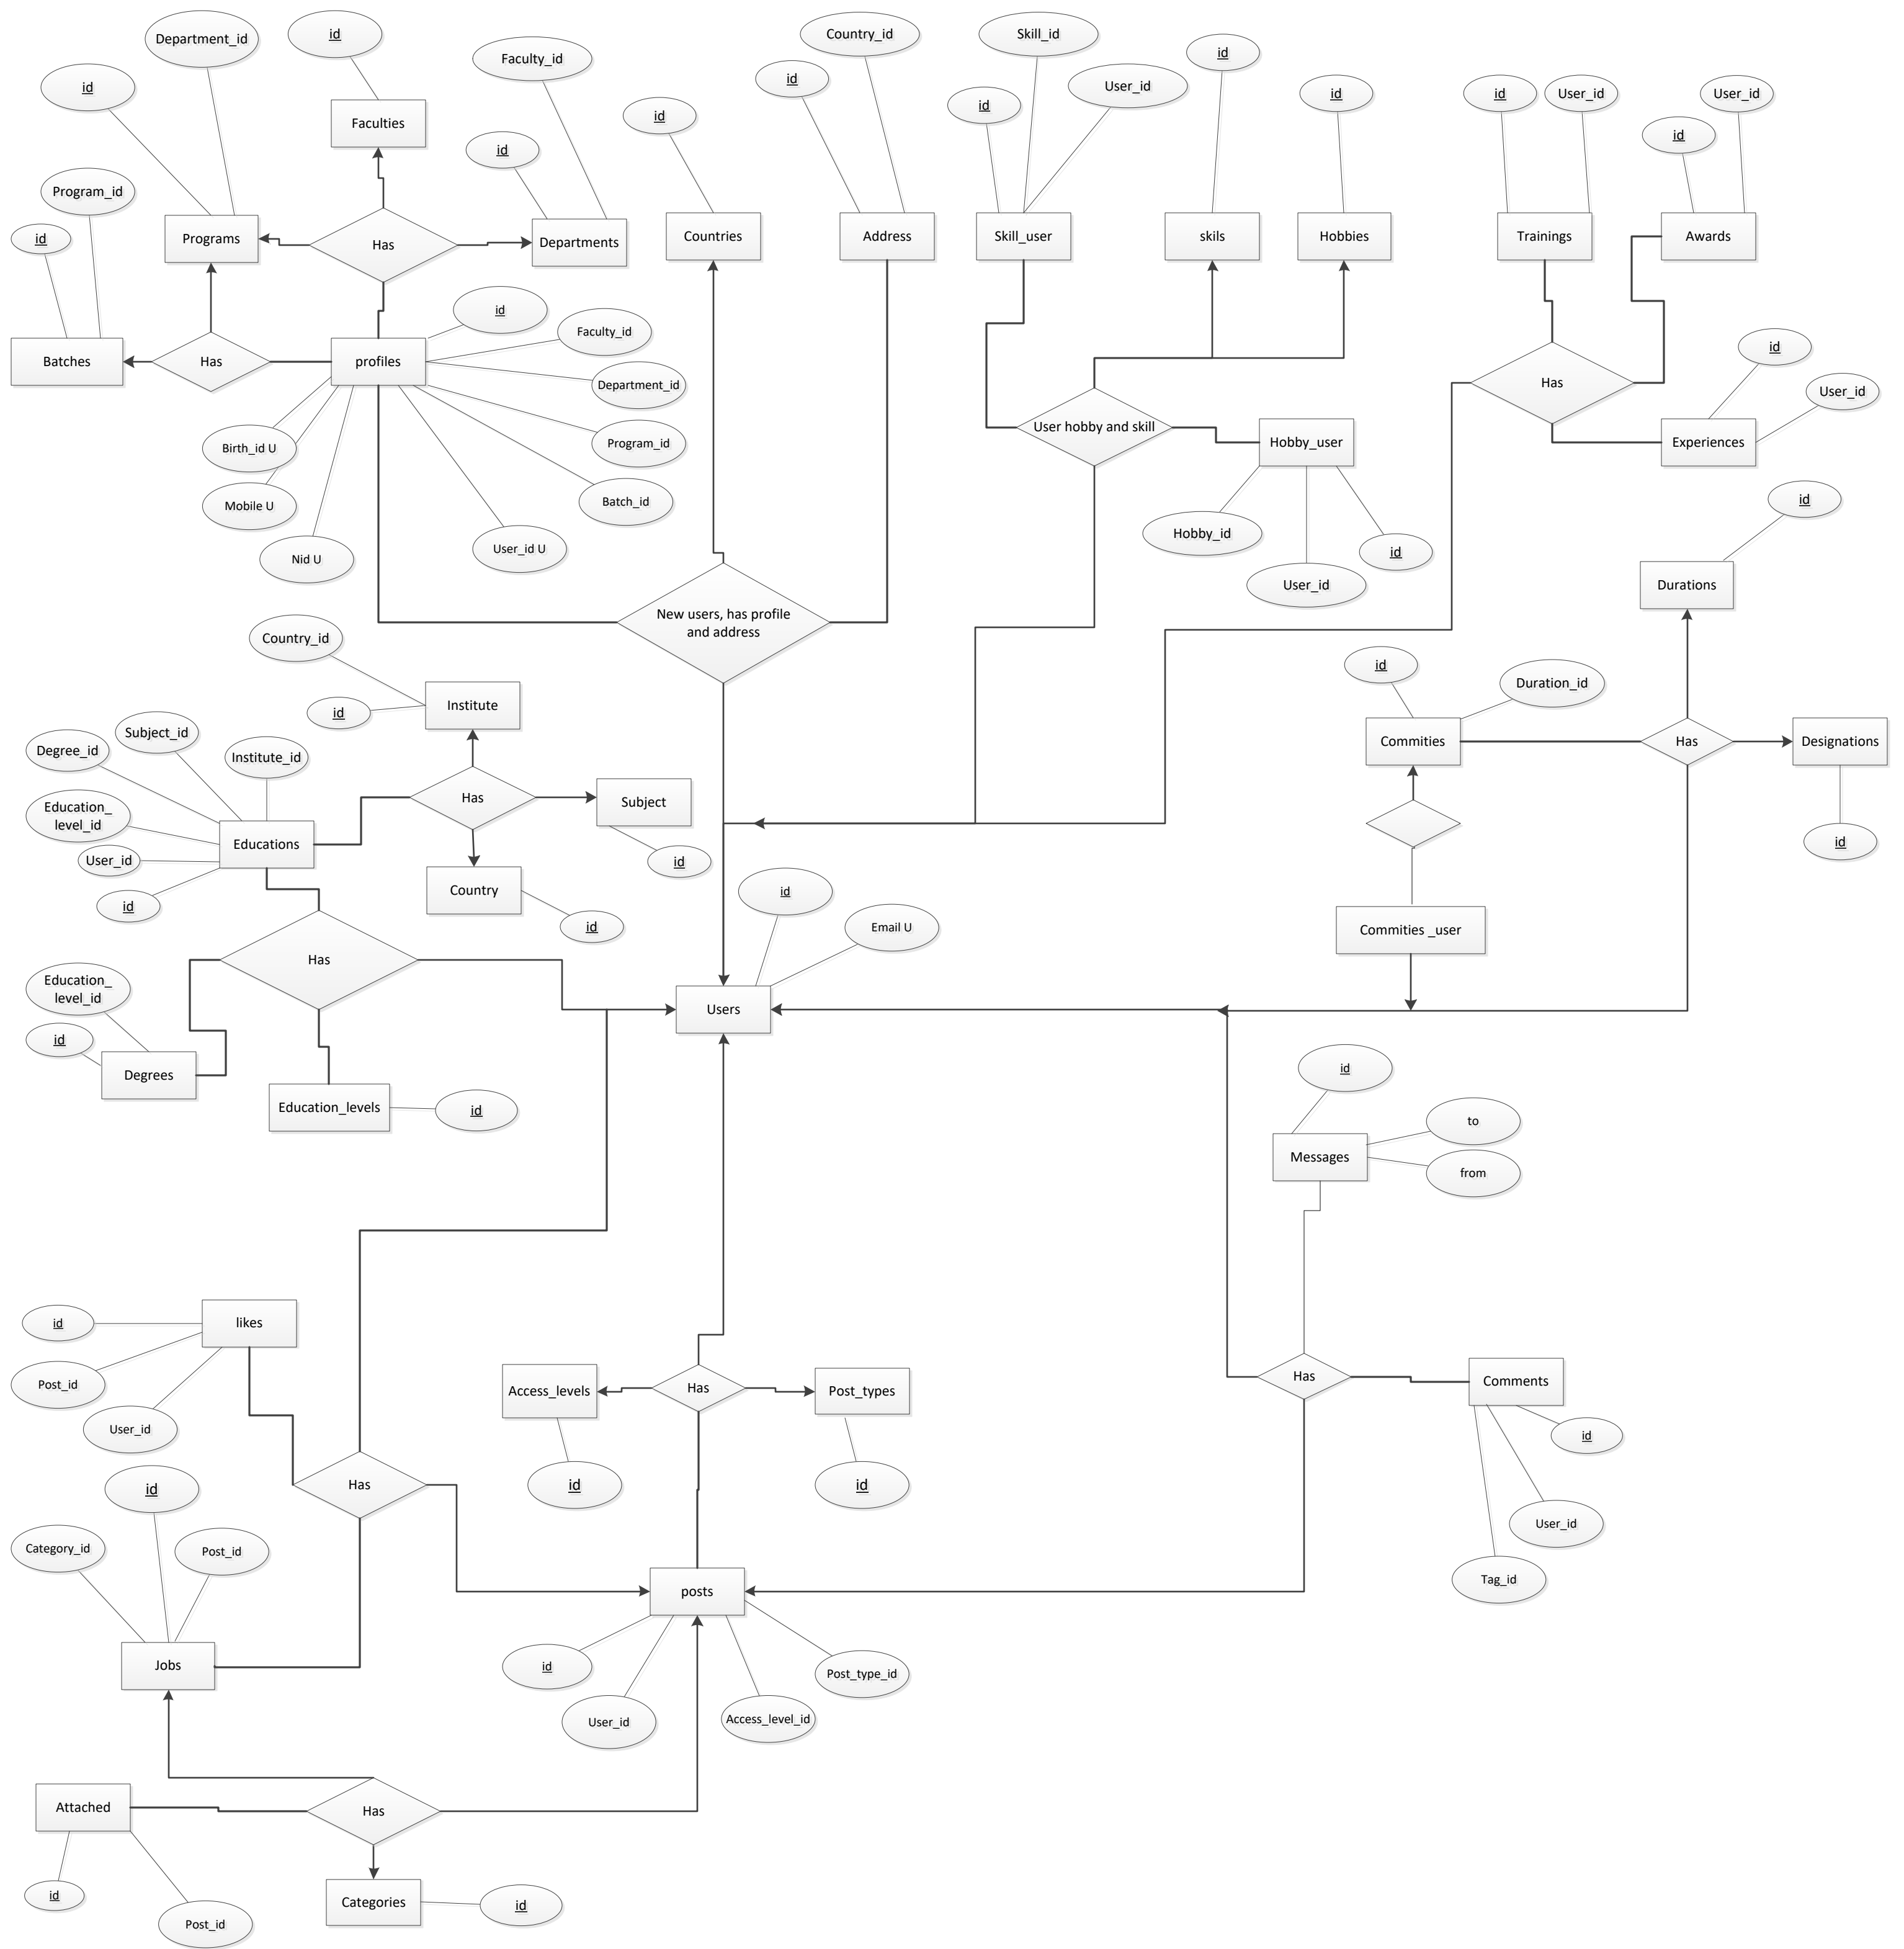 Department_id
id
Faculty_id
id
Program_id
id
id
Faculties
Programs
Has
Departments
Batches
Has
profiles
id
Faculty_id
Department_id
Program_id
Batch_id
User_id U
Birth_id U
Mobile U
Nid U
id
Countries
Country_id
id
Address
New users, has profile
and address
Skill_id
User_id
id
Skill_user
id
skils
id
Hobbies
User hobby and skill
Hobby_user
Hobby_id
User_id
id
id
User_id
Trainings
User_id
id
Awards
Has
id
User_id
Experiences
id
Durations
id
Duration_id
Commities
Has
Designations
id
Commities _user
Country_id
id
Institute
Has
Subject
id
Country
id
Degree_id
Subject_id
Institute_id
Education_
level_id
User_id
id
Educations
Has
Education_
level_id
id
Degrees
Education_levels
id
id
Email U
Users
id
to
from
Messages
Has
Comments
id
User_id
Tag_id
likes
id
Post_id
User_id
Has
Access_levels
Has
Post_types
id
id
id
Category_id
Post_id
Jobs
posts
id
User_id
Access_level_id
Post_type_id
Attached
Has
id
Post_id
Categories
id